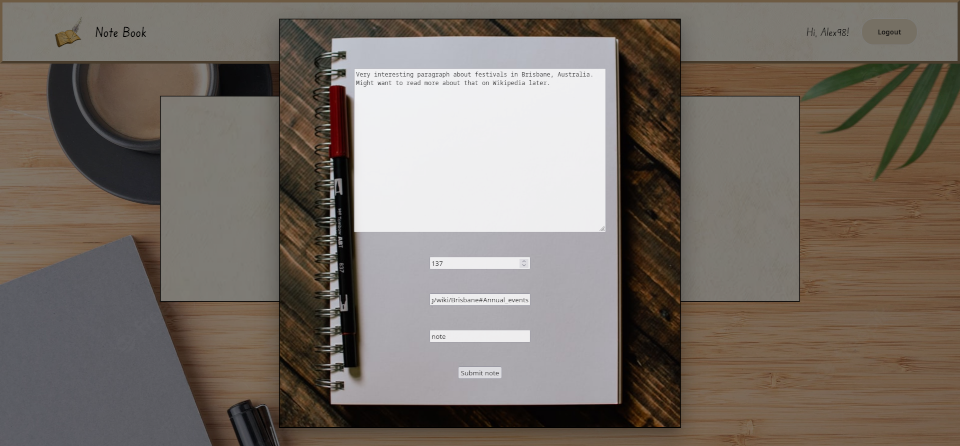 Note Book
Hi, Alex98!
Logout
Very interesting paragraph about festivals in Brisbane, Australia.
Might want to read more about that on Wikipedia later.
137
g/wiki/Brisbane#Annual_events
note
Submit note